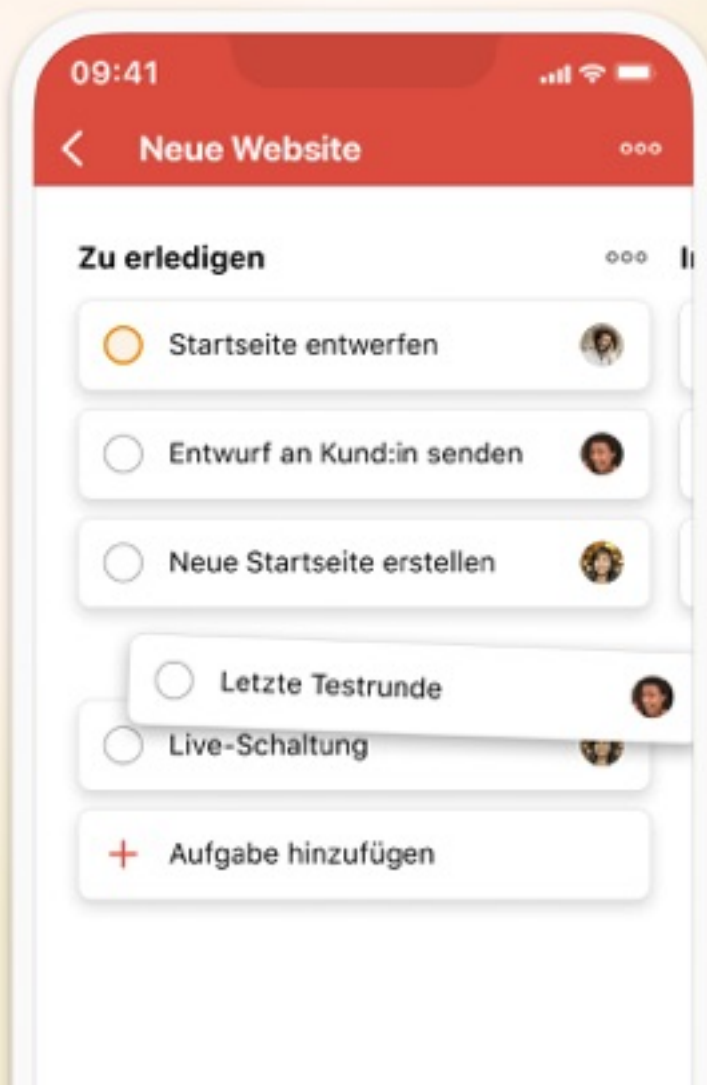 09:41
Neue Website
Zu erledigen
Startseite entwerfen
Entwurf an Kund:in senden
Neue Startseite erstellen
Letzte Testrunde
Live-Schaltung
Aufgabe hinzufügen